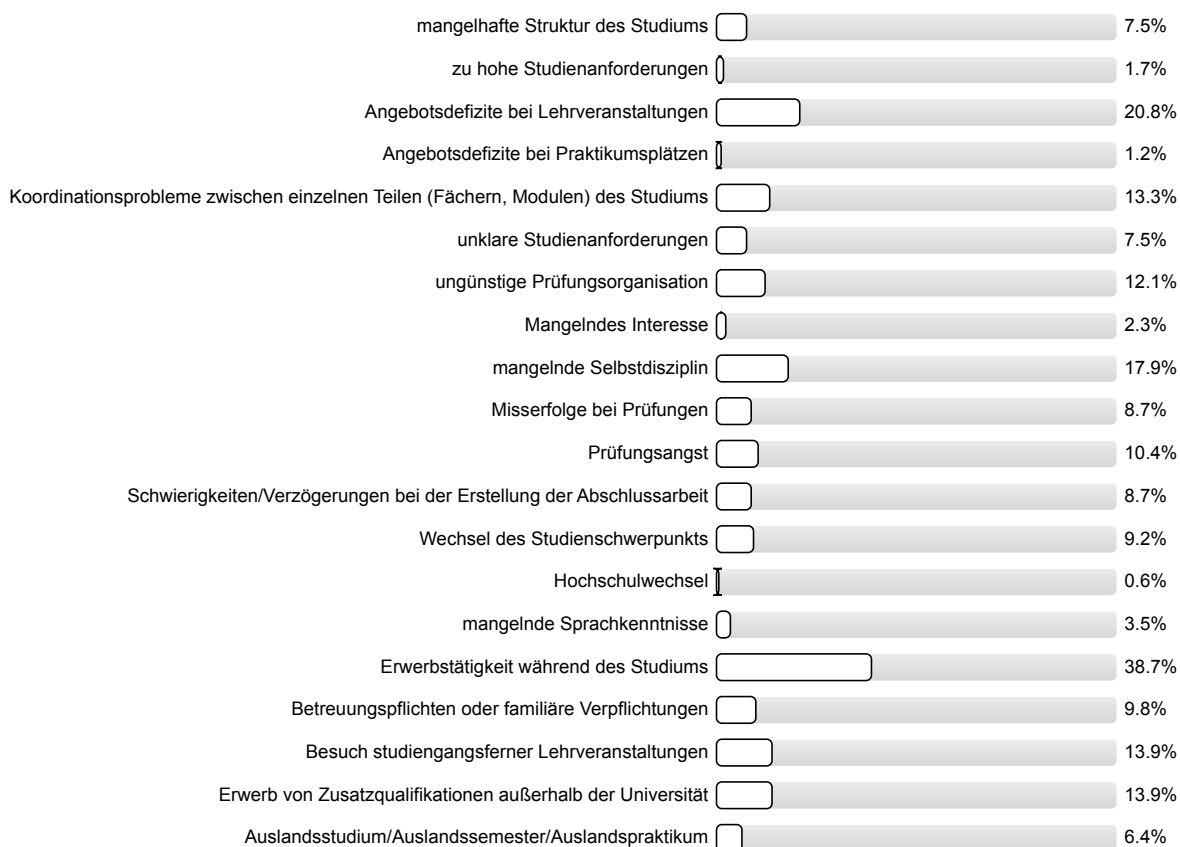 mangelhafte Struktur des Studiums 7.5%
zu hohe Studienanforderungen 1.7%
Angebotsdefizite bei Lehrveranstaltungen 20.8%
Angebotsdefizite bei Praktikumsplätzen 1.2%
Koordinationsprobleme zwischen einzelnen Teilen (Fächern, Modulen) des Studiums 13.3%
unklare Studienanforderungen 7.5%
ungünstige Prüfungsorganisation 12.1%
Mangelndes Interesse 2.3%
mangelnde Selbstdisziplin 17.9%
Misserfolge bei Prüfungen 8.7%
Prüfungsangst 10.4%
Schwierigkeiten/Verzögerungen bei der Erstellung der Abschlussarbeit 8.7%
Wechsel des Studienschwerpunkts 9.2%
Hochschulwechsel 0.6%
mangelnde Sprachkenntnisse 3.5%
Erwerbstätigkeit während des Studiums 38.7%
Betreuungspflichten oder familiäre Verpflichtungen 9.8%
Besuch studiengangsferner Lehrveranstaltungen 13.9%
Erwerb von Zusatzqualifikationen außerhalb der Universität 13.9%
Auslandsstudium/Auslandssemester/Auslandspraktikum 6.4%